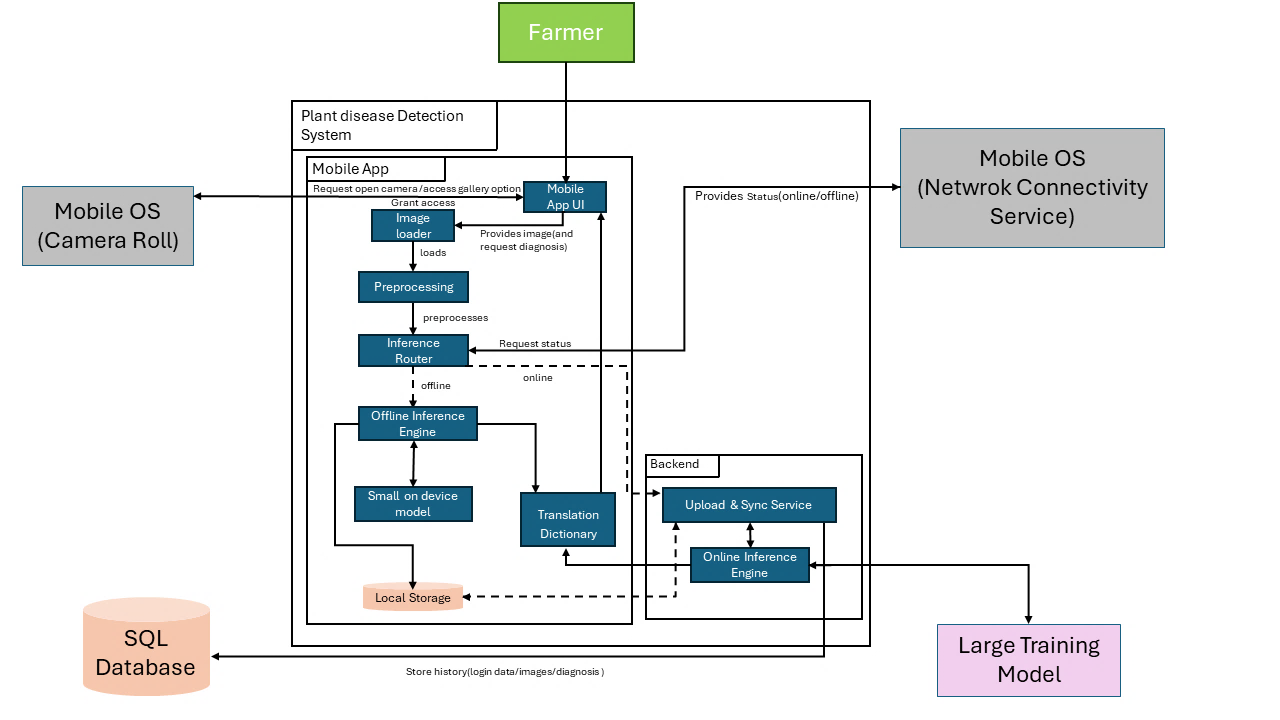 Farmer
Plant disease Detection
System
Mobile App
Request open camera/access gallery option
Grant access
Mobile
App UI
Mobile OS
(Camera Roll)
Mobile OS
(Netwrok Connectivity
Service)
Provides Status(online/offline)
Image
loader
Provides image(and
request diagnosis)
loads
Preprocessing
preprocesses
Inference
Router
Request status
offline
online
Offline Inference
Engine
Small on device
model
Translation
Dictionary
Local Storage
Backend
Upload & Sync Service
Online Inference
Engine
SQL
Database
Store history(login data/images/diagnosis )
Large Training
Model